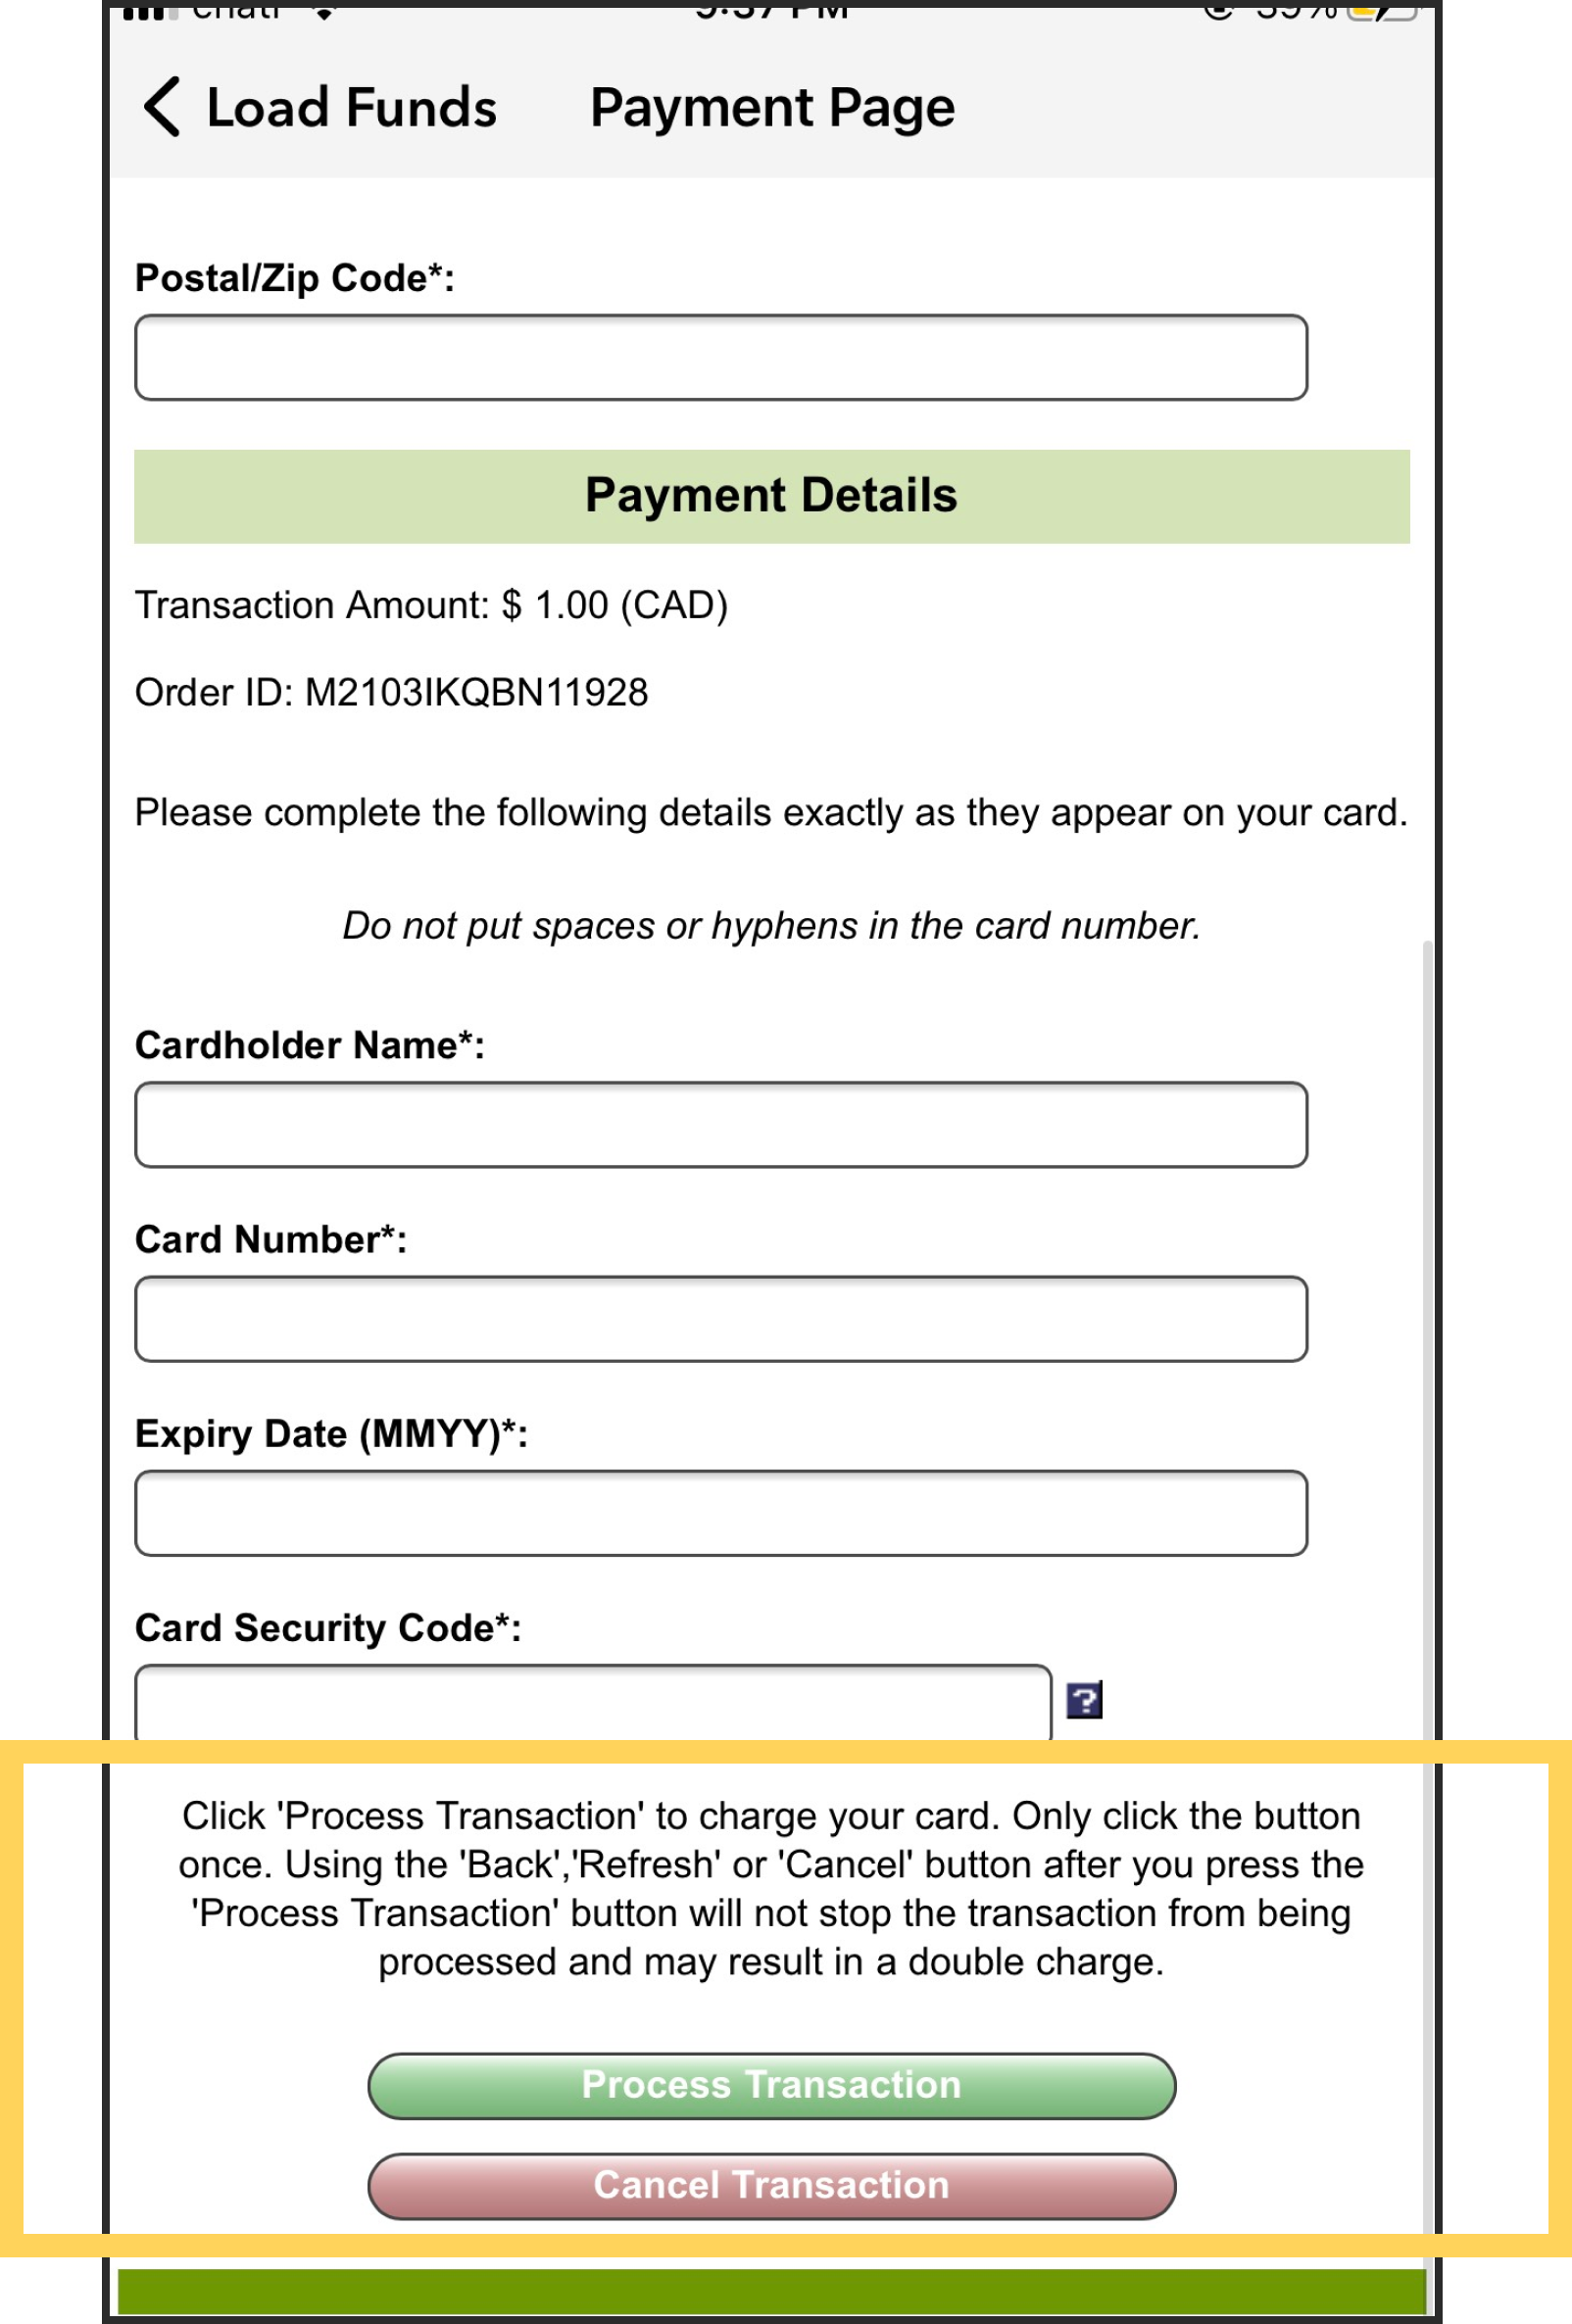 Load Funds Payment Page
Postal/Zip Code*:
Payment Details
Transaction Amount: $ 1.00 (CAD)
Order ID: M2103IKQBN11928
Please complete the following details exactly as they appear on your card.
Do not put spaces or hyphens in the card number.
Cardholder Name*:
Card Number*:
Expiry Date (MMYY)*:
Card Security Code*:
?
Click 'Process Transaction' to charge your card. Only click the button
once. Using the 'Back','Refresh' or 'Cancel' button after you press the
'Process Transaction' button will not stop the transaction from being
processed and may result in a double charge.
Process Transaction
Cancel Transaction